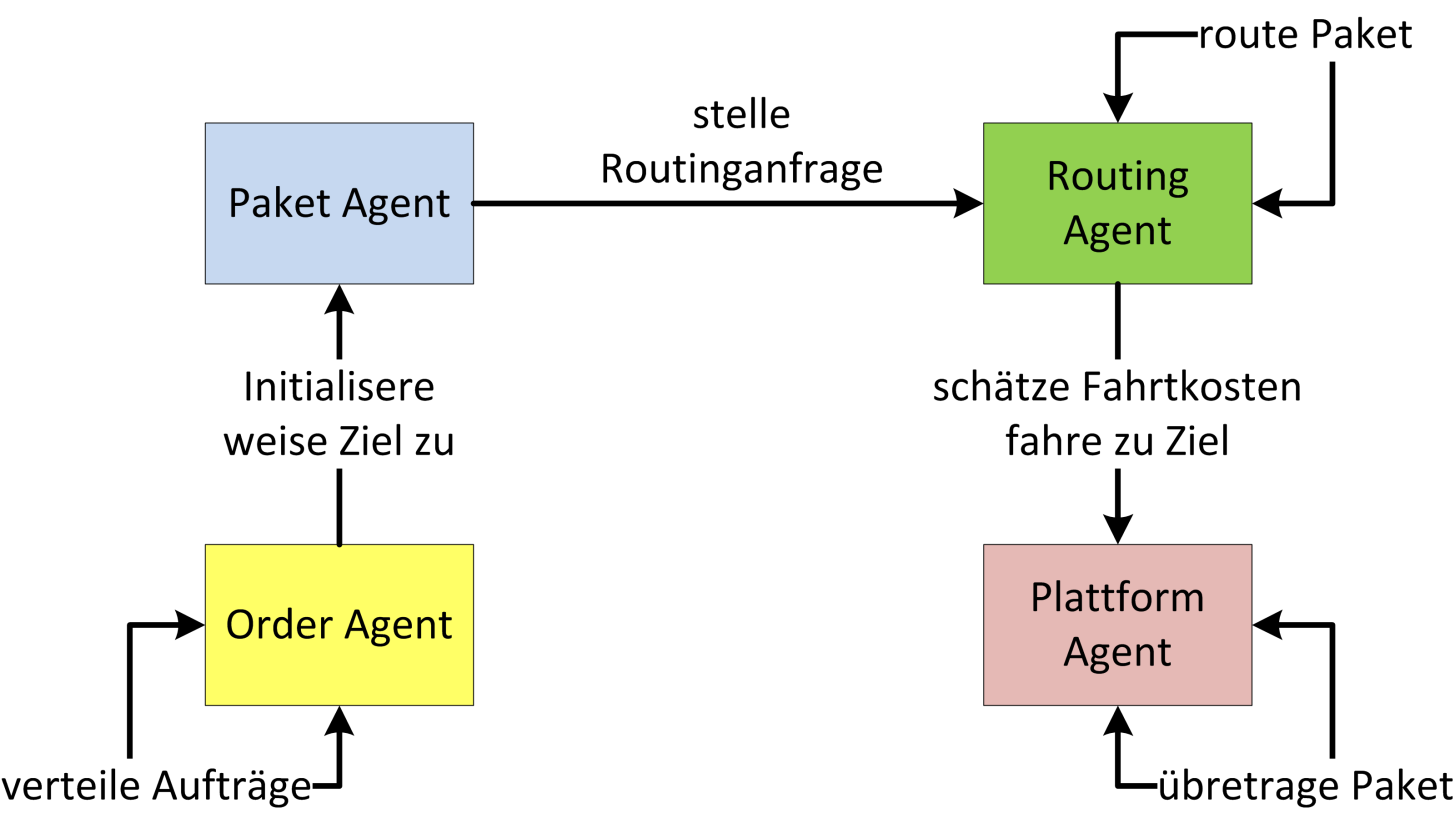 route Paket
stelle
Routinganfrage
Paket Agent
Routing
Agent
Initialisere
weise Ziel zu
schätze Fahrtkosten
fahre zu Ziel
Order Agent
Plattform
Agent
verteile Aufträge
übretrage Paket